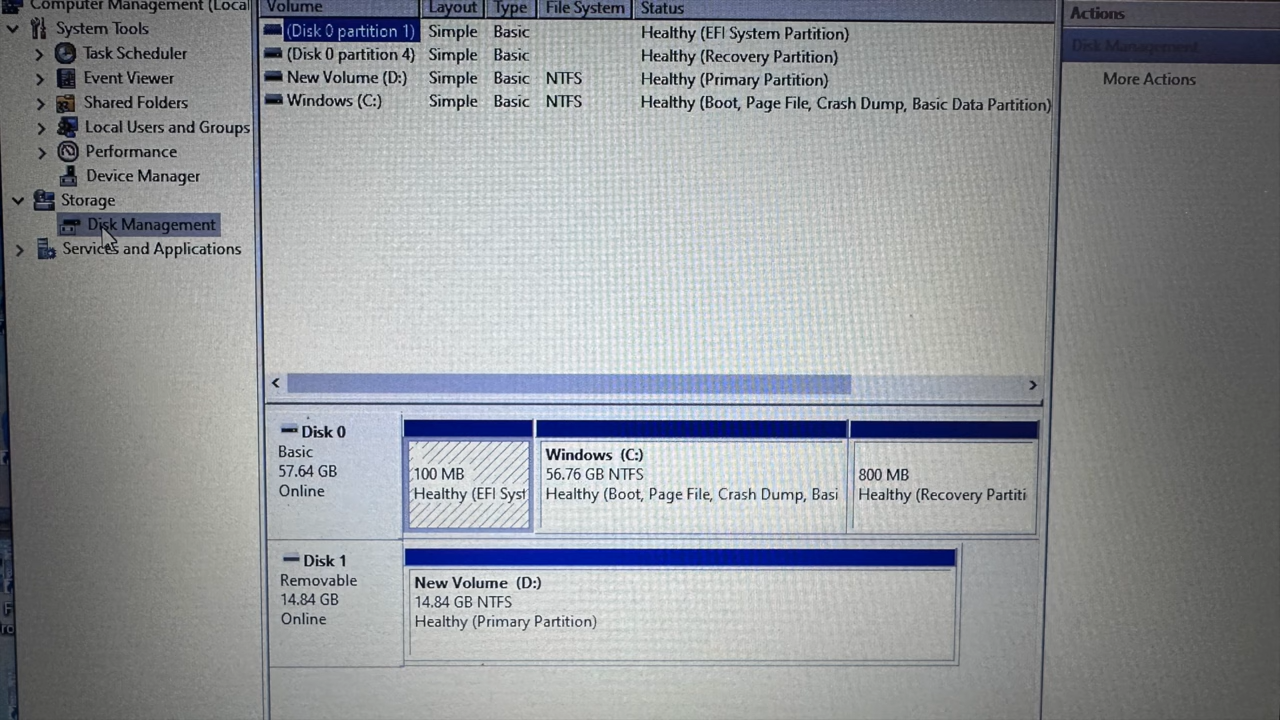 Computer Management (Local
System Tools
Task Scheduler
Event Viewer
Shared Folders
Local Users and Groups
Performance
Device Manager
Storage
Disk Management
Services and Applications
Volume Layout Type File System Status
(Disk 0 partition 1) Simple Basic Healthy (EFI System Partition)
(Disk 0 partition 4) Simple Basic Healthy (Recovery Partition)
New Volume (D:) Simple Basic NTFS Healthy (Primary Partition)
Windows (C:) Simple Basic NTFS Healthy (Boot, Page File, Crash Dump, Basic Data Partition)
Disk 0
Basic
57.64 GB
Online
100 MB
Healthy (EFI Syst
Windows (C:)
56.76 GB NTFS
Healthy (Boot, Page File, Crash Dump, Basi
800 MB
Healthy (Recovery Partiti
Disk 1
Removable
14.84 GB
Online
New Volume (D:)
14.84 GB NTFS
Healthy (Primary Partition)
Actions
Disk Management
More Actions